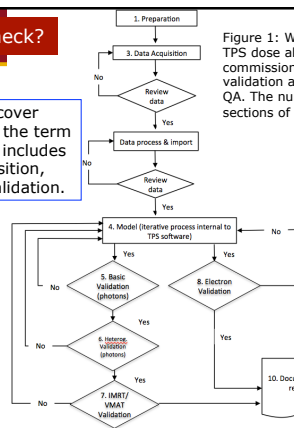 eck?
cover
the term
includes
sition,
alidation.
Figure 1: W
TPS dose al
commission
validation a
QA. The nu
sections of
1. Preparation
3. Data Acquisition
No
Review
data
Yes
Data process & import
No
Review
data
Yes
4. Model (iterative process internal to
TPS software)
No
Yes
Yes
5. Basic
Validation
(photons)
8. Electron
Validation
No
Yes
Yes
6. Heterog.
Validation
(photons)
No
Yes
7. IMRT/
VMAT
Validation
No
Yes
10. Docu
re